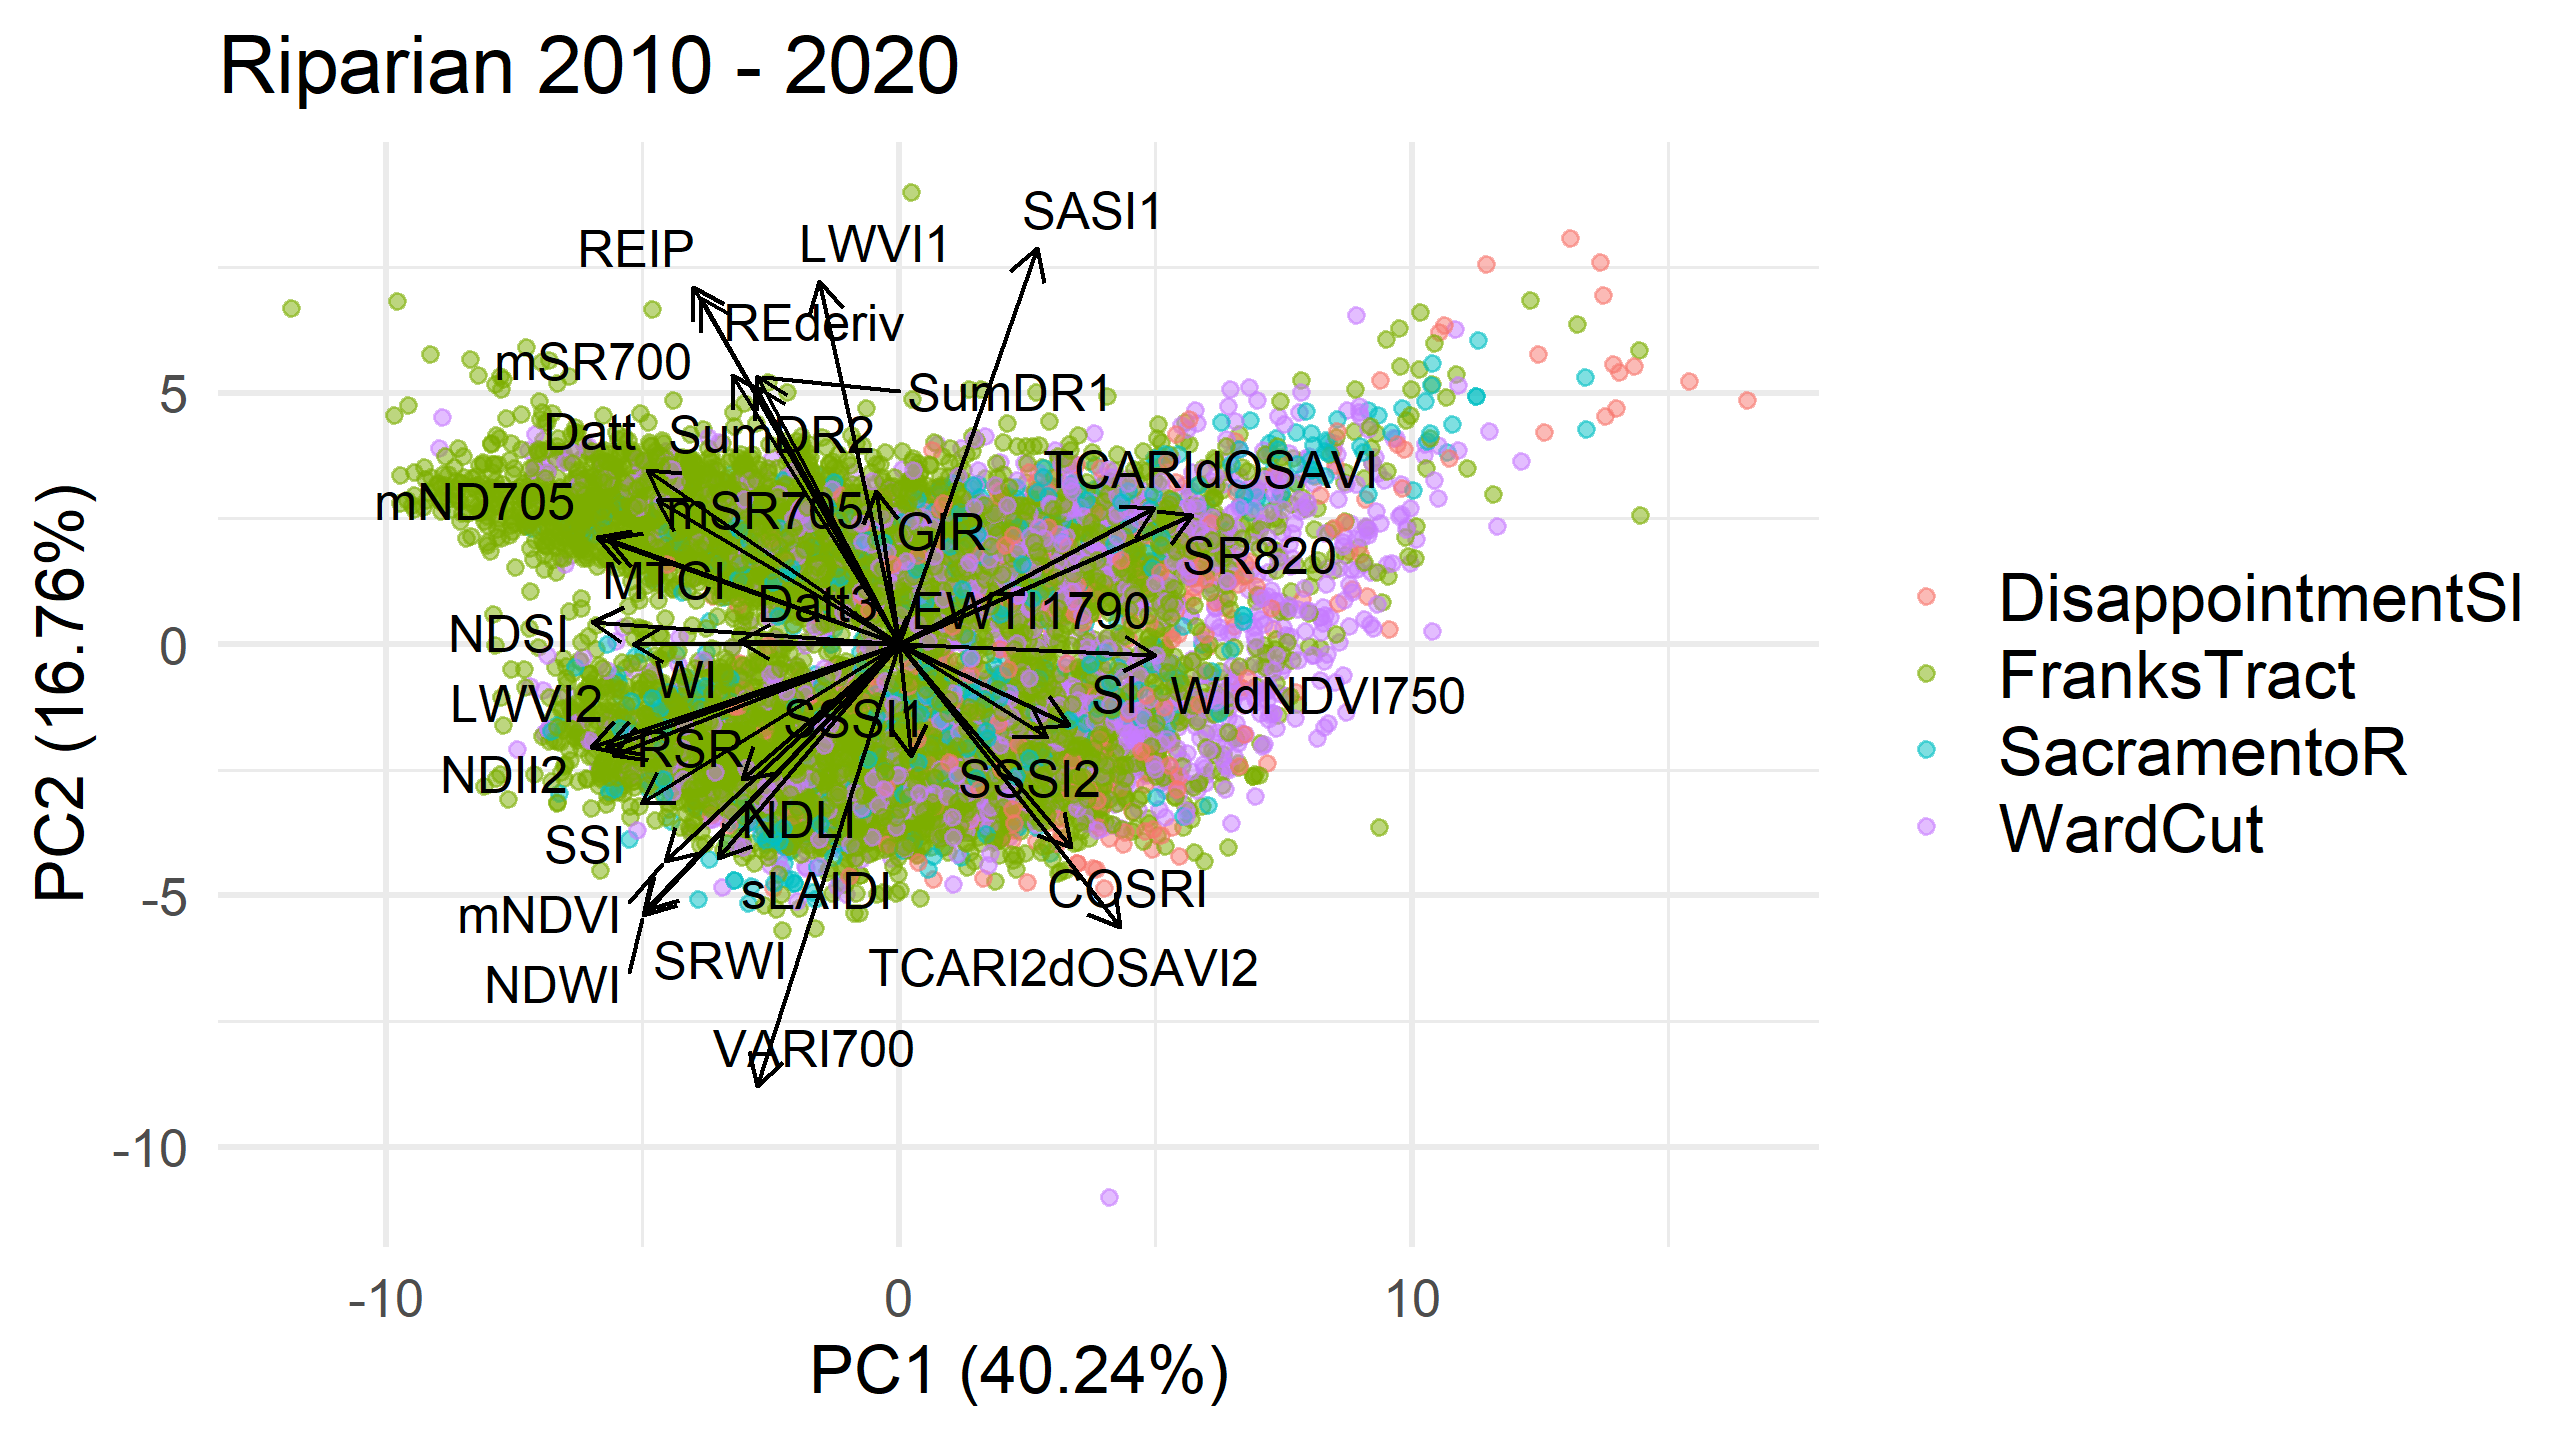 Riparian 2010 - 2020
SASI1
REIP
LWVI1
REderiv
mSR700
SumDR1
Datt
SumDR2
TCARIdOSAVI
mND705
mSR705
GIR
SR820
MTCI
Datt3
EWTI1790
NDSI
WI
SI
WIdNDVI750
LWVI2
SSSI1
RSR
NDII2
SSSI2
NDLI
SSI
sLAIDI
COSRI
mNDVI
SRWI
TCARI2dOSAVI2
NDWI
VARI700
5
0
-5
-10
-10
0
10
PC1 (40.24%)
PC2 (16.76%)
DisappointmentSl
FranksTract
SacramentoR
WardCut